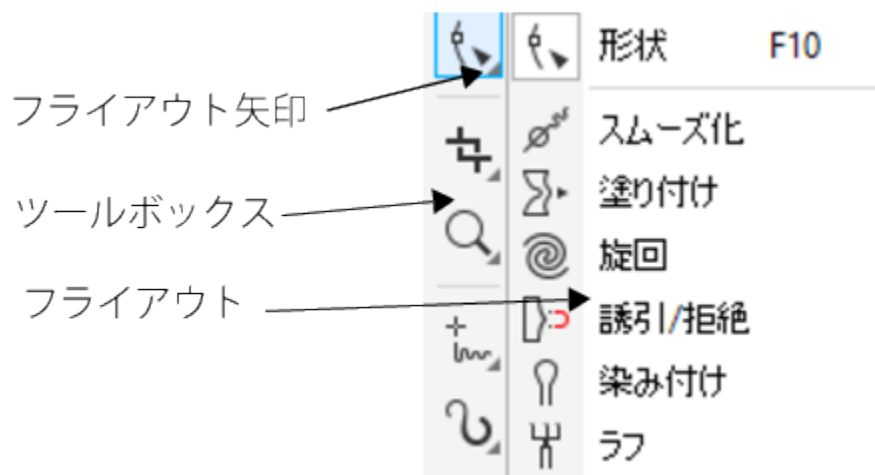 形状 F10
フライアウト矢印
スムーズ化
塗り付け
ツールボックス
旋回
フライアウト
誘引/拒絶
染み付け
ラフ